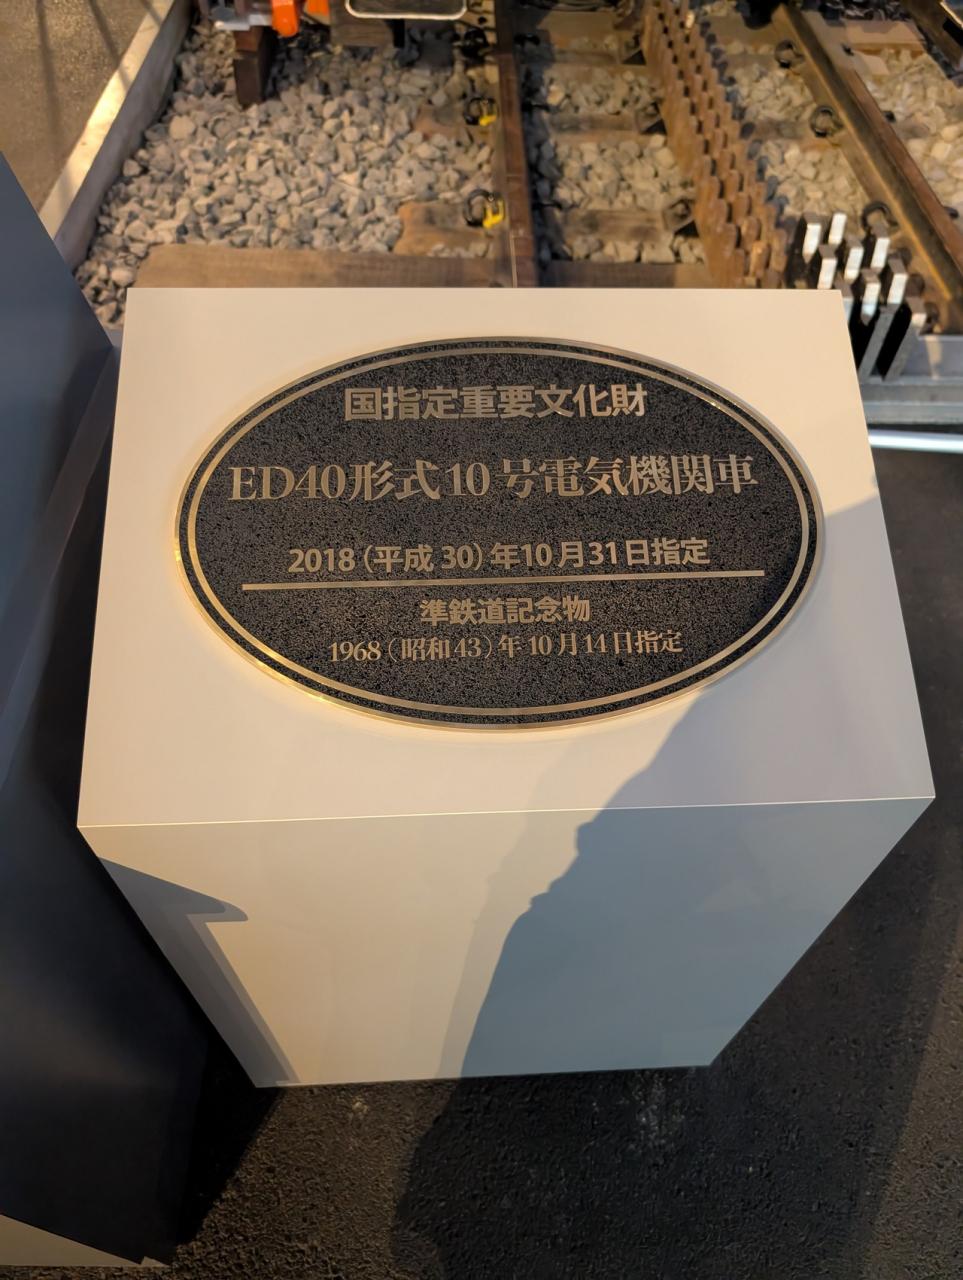 国指定重要文化財
ED40形式10号電気機関車
2018(平成30)年10月31日指定
準鉄道記念物
1968(昭和43)年10月14日指定